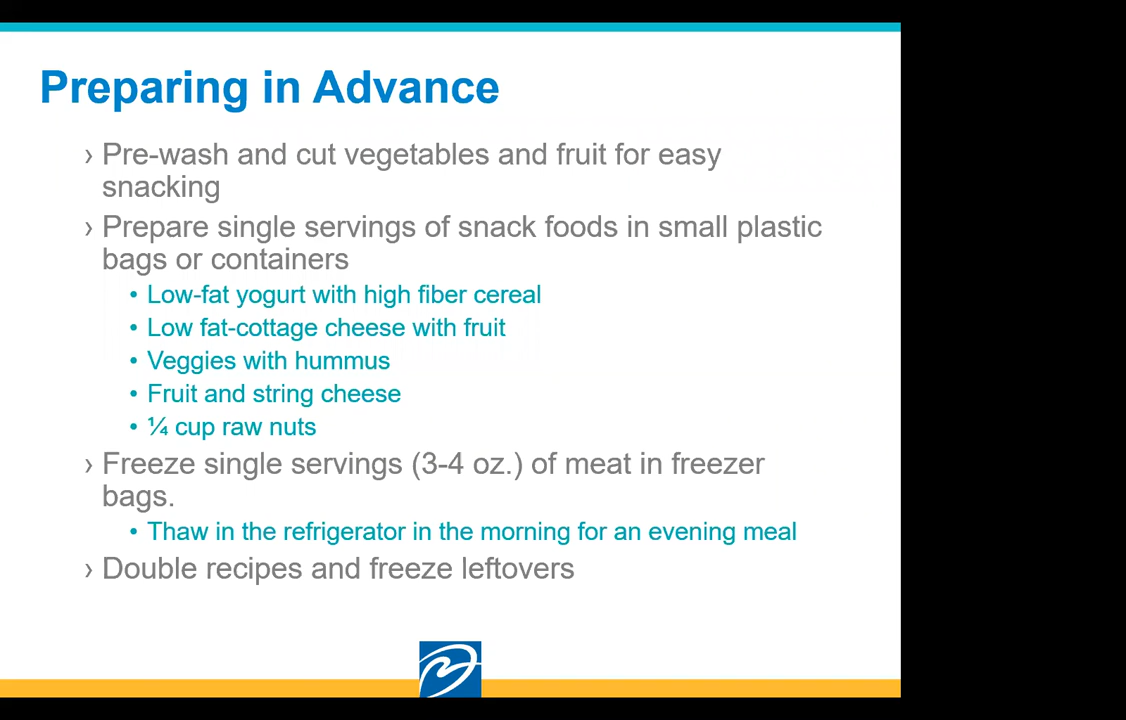 Preparing in Advance
› Pre-wash and cut vegetables and fruit for easy
snacking
› Prepare single servings of snack foods in small plastic
bags or containers
• Low-fat yogurt with high fiber cereal
• Low fat-cottage cheese with fruit
• Veggies with hummus
• Fruit and string cheese
• ¼ cup raw nuts
› Freeze single servings (3-4 oz.) of meat in freezer
bags.
• Thaw in the refrigerator in the morning for an evening meal
› Double recipes and freeze leftovers